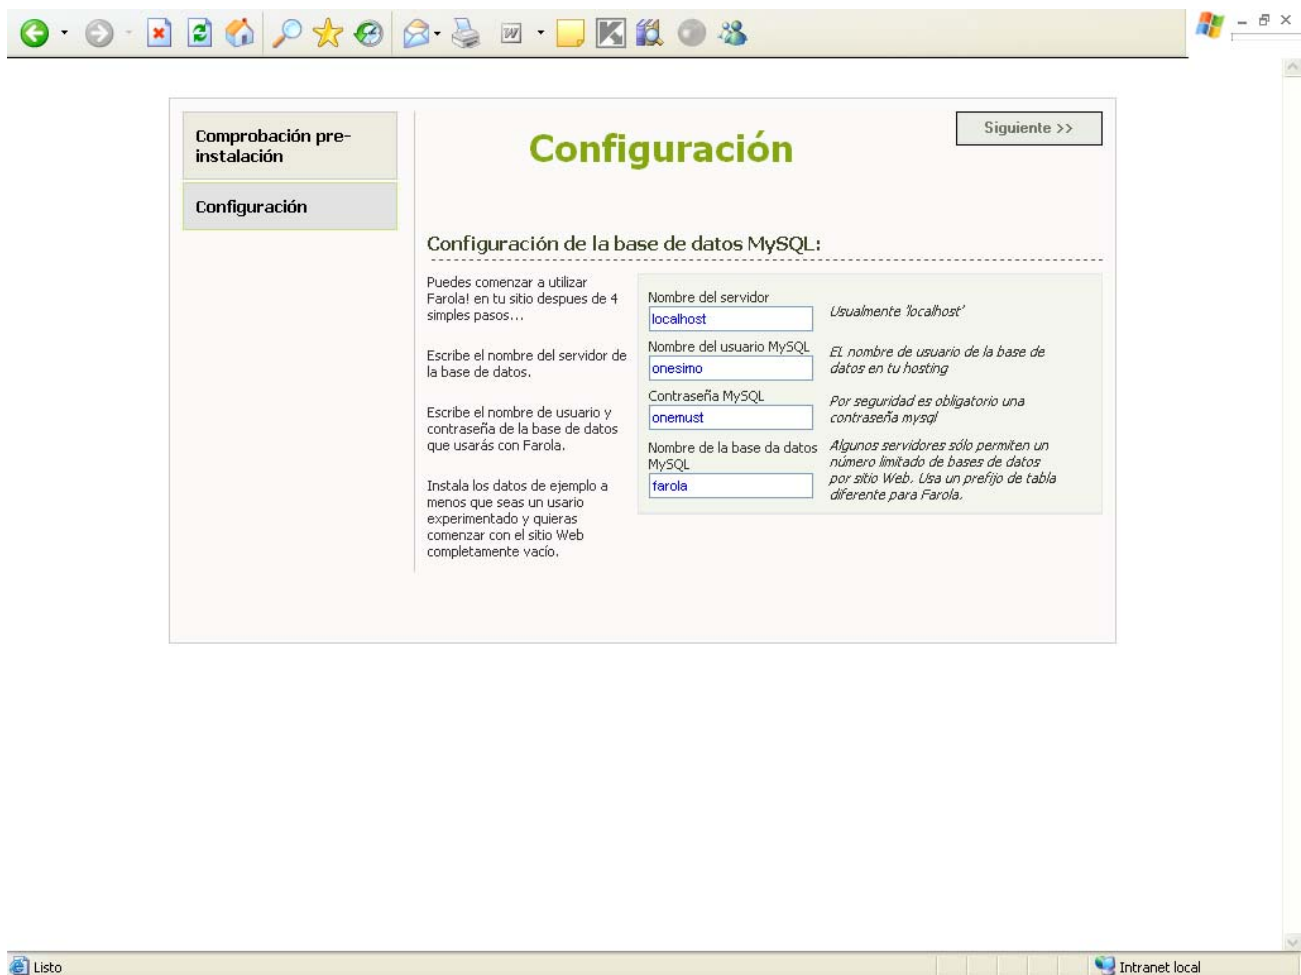 Comprobación pre-
instalación
Configuración
Configuración
Siguiente >>
Configuración de la base de datos MySQL:
Puedes comenzar a utilizar
Farola! en tu sitio despues de 4
simples pasos...
Escribe el nombre del servidor de
la base de datos.
Escribe el nombre de usuario y
contraseña de la base de datos
que usarás con Farola.
Instala los datos de ejemplo a
menos que seas un usario
experimentado y quieras
comenzar con el sitio Web
completamente vacío.
Nombre del servidor
localhost
Usualmente 'localhost'
Nombre del usuario MySQL
onesimo
EL nombre de usuario de la base de
datos en tu hosting
Contraseña MySQL
onemust
Por seguridad es obligatorio una
contraseña mysql
Nombre de la base da datos
MySQL
farola
Algunos servidores sólo permiten un
número limitado de bases de datos
por sitio Web. Usa un prefijo de tabla
diferente para Farola.
Listo
Intranet local